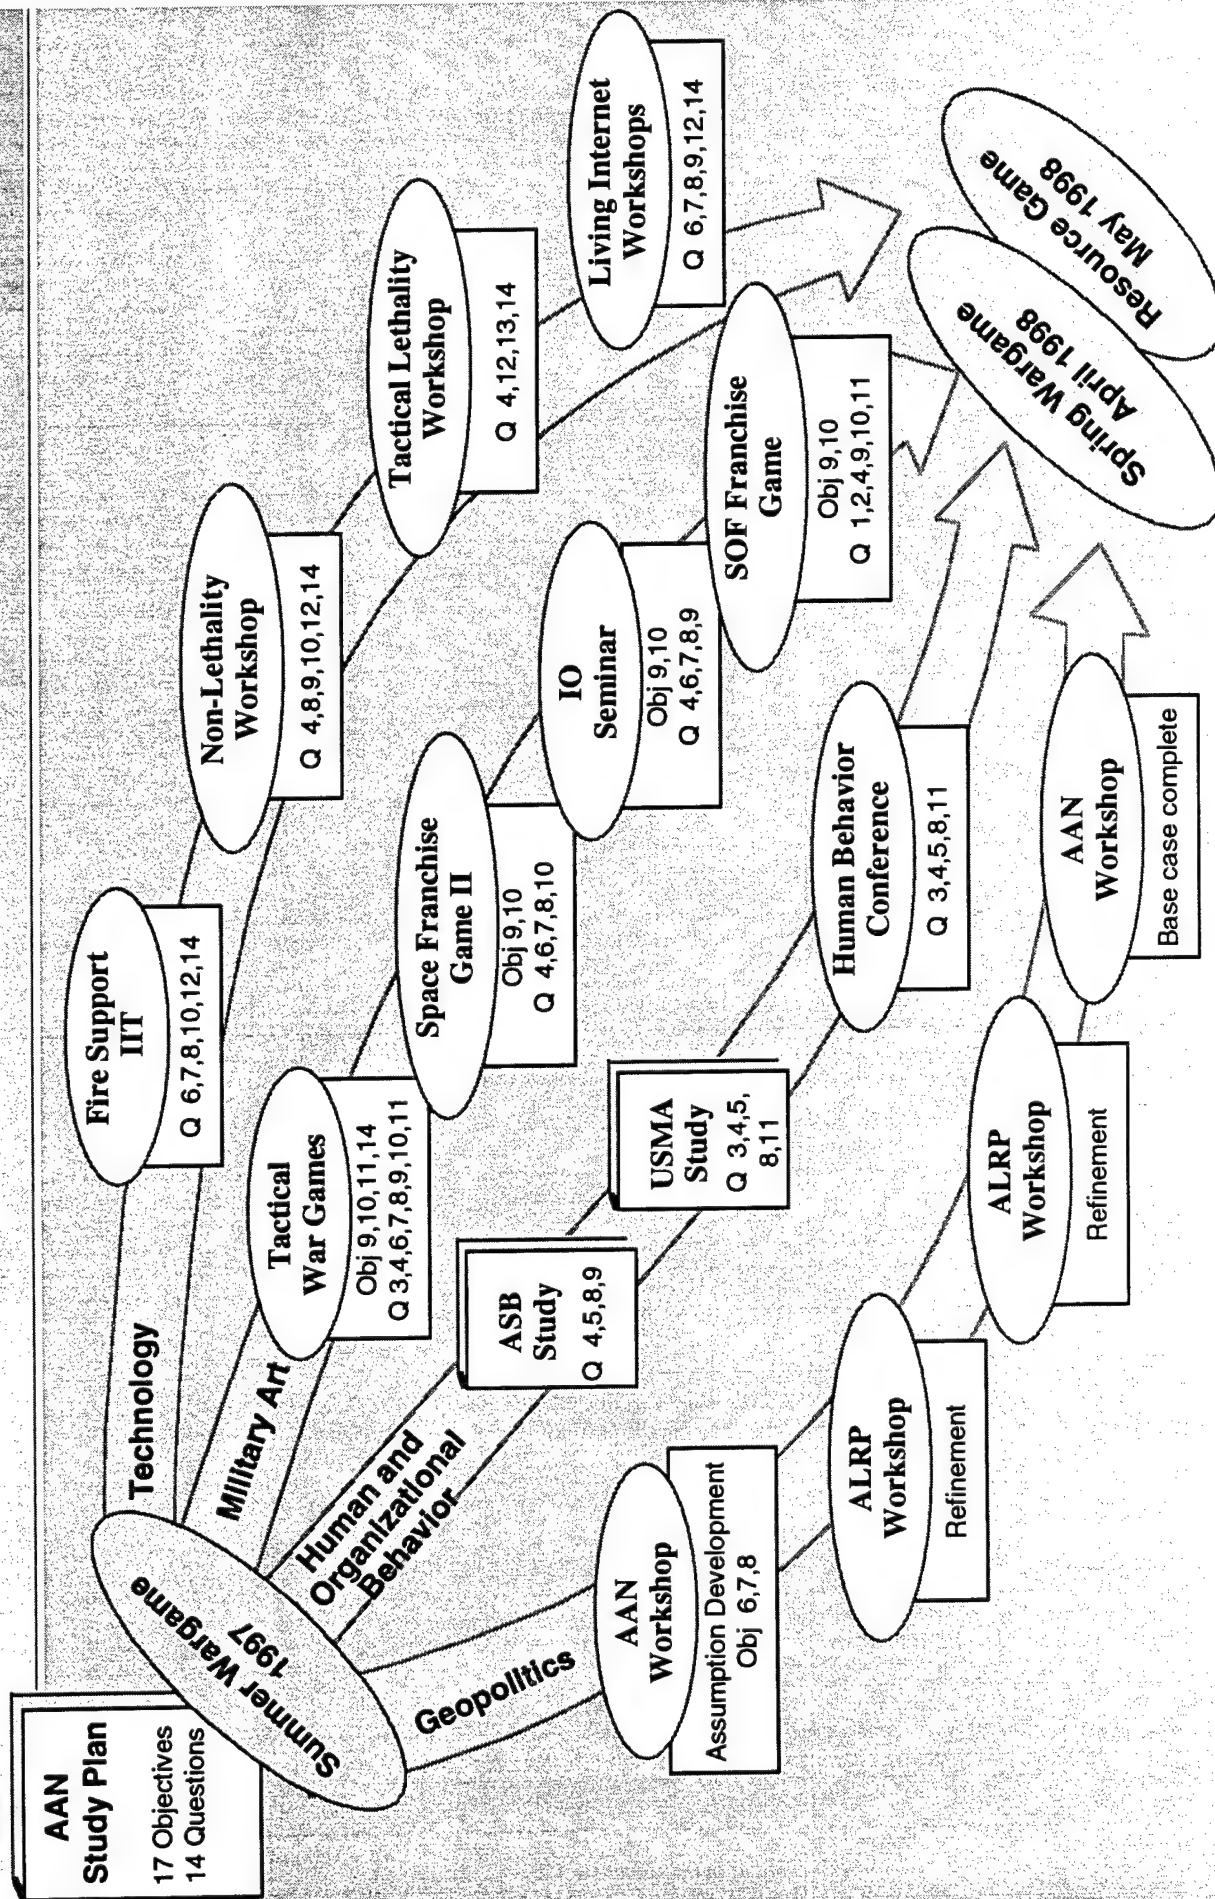 AAN
Study Plan
17 Objectives
14 Questions
Summer Wargame
1997
Technology
Fire Support
IIT
Q 6,7,8,10,12,14
Non-Lethality
Workshop
Q 4,8,9,10,12,14
Tactical Lethality
Workshop
Q 4,12,13,14
Living Internet
Workshops
Q 6,7,8,9,12,14
Military Art
Tactical
War Games
Obj 9,10,11,14
Q 3,4,6,7,8,9,10,11
Space Franchise
Game II
Obj 9,10
Q 4,6,7,8,10
IO
Seminar
Obj 9,10
Q 4,6,7,8,9
SOF Franchise
Game
Obj 9,10
Q 1,2,4,9,10,11
Human and
Organizational
Behavior
ASB
Study
Q 4,5,8,9
USMA
Study
Q 3,4,5,
8,11
Human Behavior
Conference
Q 3,4,5,8,11
Geopolitics
AAN
Workshop
Assumption Development
Obj 6,7,8
ALRP
Workshop
Refinement
ALRP
Workshop
Refinement
AAN
Workshop
Base case complete
Spring Wargame
April 1998
Resource Game
May 1998